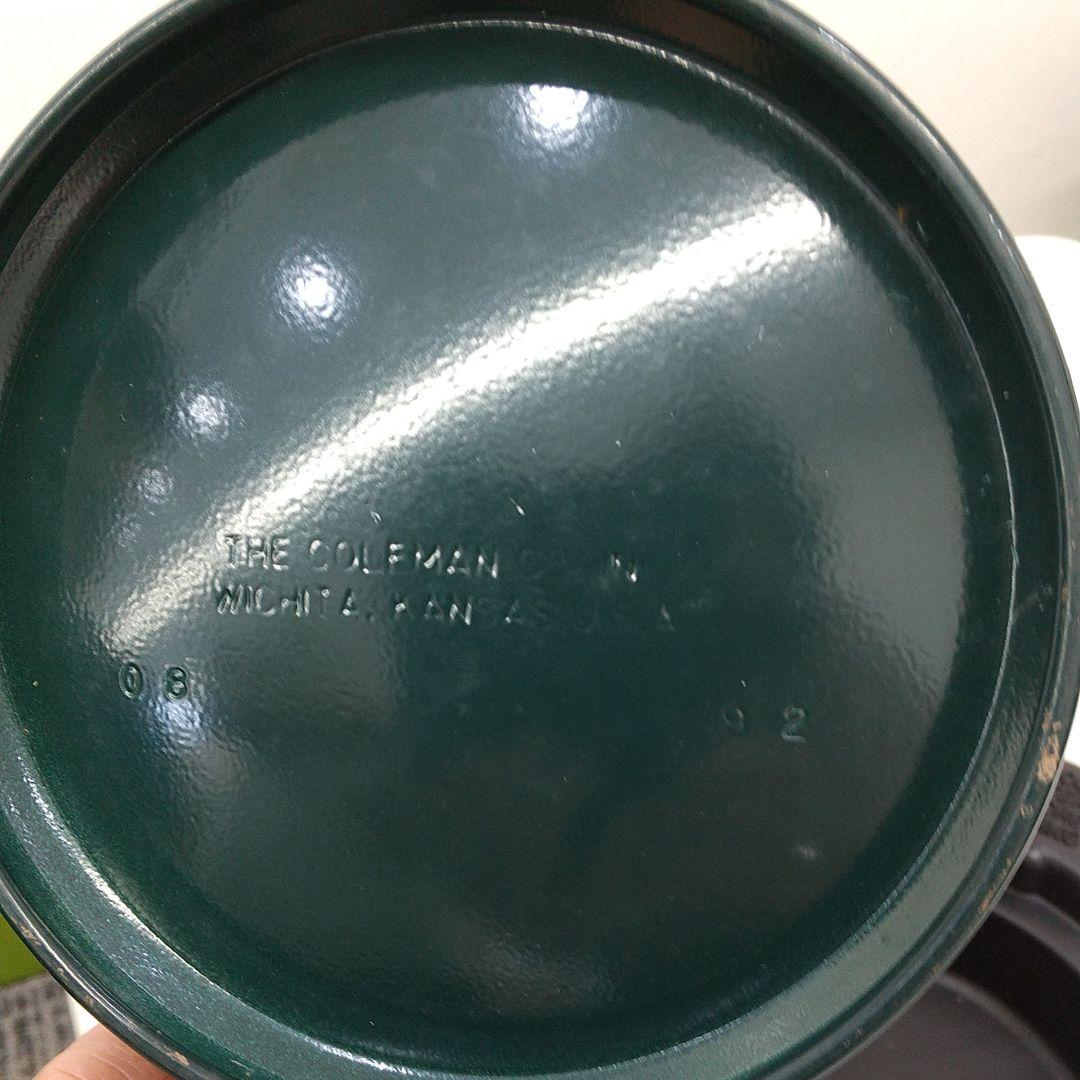 THE COLEMAN
WICHITA, KANSAS U.S.A
08
92